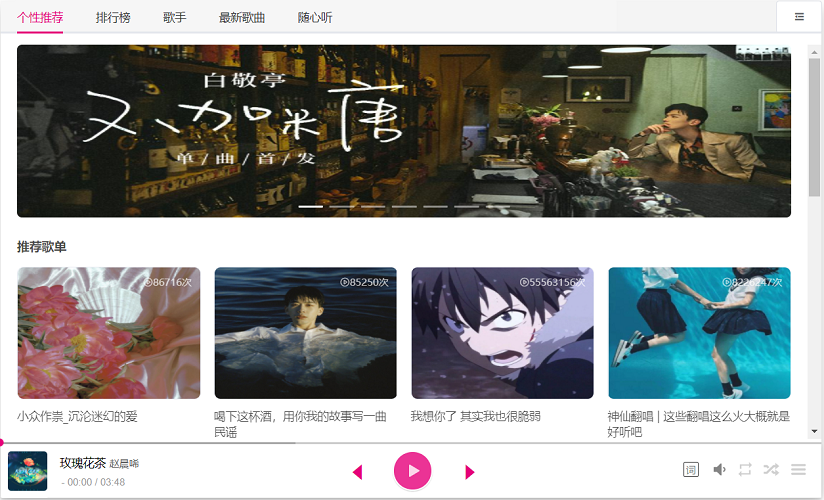 个性推荐 排行榜 歌手 最新歌曲 随心听
白敬亭
又、加米唐
单/曲/首/发
推荐歌单
86716次
85250次
55563156次
8226247次
小众作祟_沉沦迷幻的爱
喝下这杯酒，用你我的故事写一曲
民谣
我想你了 其实我也很脆弱
神仙翻唱 | 这些翻唱这么火大概就是
好听吧
玫瑰花茶 赵晨晞
- 00:00 / 03:48
词